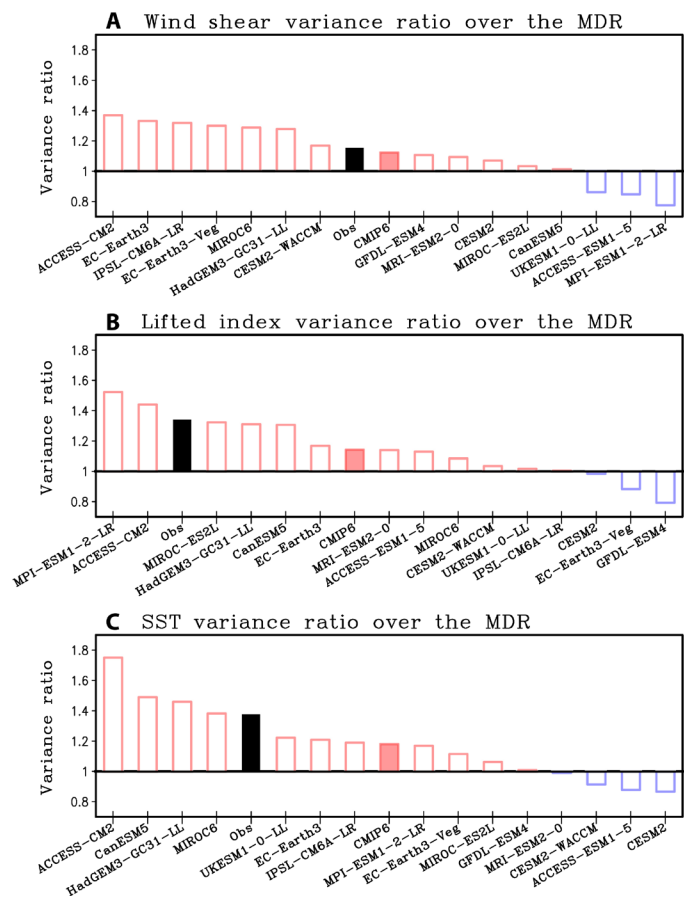 A Wind shear variance ratio over the MDR
Variance ratio
1.8
1.6
1.4
1.2
1
0.8
ACCESS-CM2
EC-Earth3
IPSL-CM6A-LR
EC-Earth3-Veg
MIROC6
HadGEM3-GC31-LL
CESM2-WACCM
Obs
CMIP6
GFDL-ESM4
MRI-ESM2-0
CESM2
MIROC-ES2L
CanESM5
UKESM1-0-LL
ACCESS-ESM1-5
MPI-ESM1-2-LR
B Lifted index variance ratio over the MDR
Variance ratio
1.8
1.6
1.4
1.2
1
0.8
MPI-ESM1-2-LR
ACCESS-CM2
Obs
MIROC-ES2L
HadGEM3-GC31-LL
CanESM5
EC-Earth3
CMIP6
MRI-ESM2-0
ACCESS-ESM1-5
MIROC6
CESM2-WACCM
UKESM1-0-LL
IPSL-CM6A-LR
CESM2
EC-Earth3-Veg
GFDL-ESM4
C SST variance ratio over the MDR
Variance ratio
1.8
1.6
1.4
1.2
1
0.8
ACCESS-CM2
CanESM5
HadGEM3-GC31-LL
MIROC6
Obs
UKESM1-0-LL
EC-Earth3
IPSL-CM6A-LR
CMIP6
MPI-ESM1-2-LR
EC-Earth3-Veg
MIROC-ES2L
GFDL-ESM4
MRI-ESM2-0
CESM2-WACCM
ACCESS-ESM1-5
CESM2